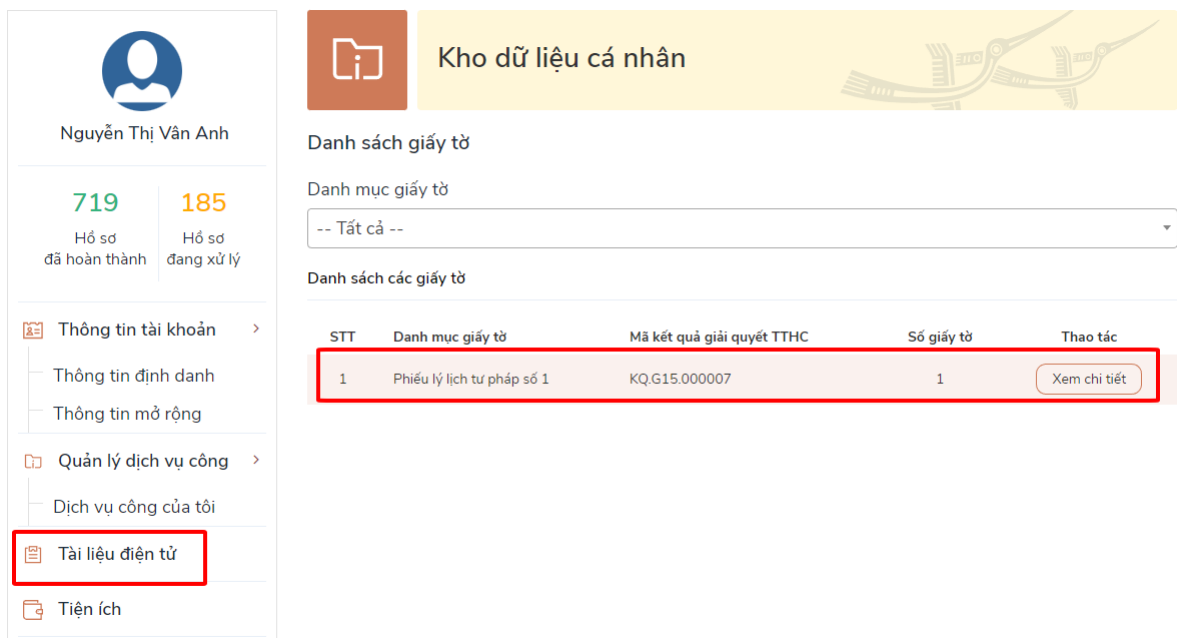 Nguyễn Thị Vân Anh
719
Hồ sơ
đã hoàn thành
185
Hồ sơ
đang xử lý
Thông tin tài khoản
Thông tin định danh
Thông tin mở rộng
Quản lý dịch vụ công
Dịch vụ công của tôi
Tài liệu điện tử
Tiện ích
Kho dữ liệu cá nhân
Danh sách giấy tờ
Danh mục giấy tờ
-- Tất cả --
Danh sách các giấy tờ
STT Danh mục giấy tờ Mã kết quả giải quyết TTHC Số giấy tờ Thao tác
1 Phiếu lý lịch tư pháp số 1 KQ.G15.000007 1 Xem chi tiết